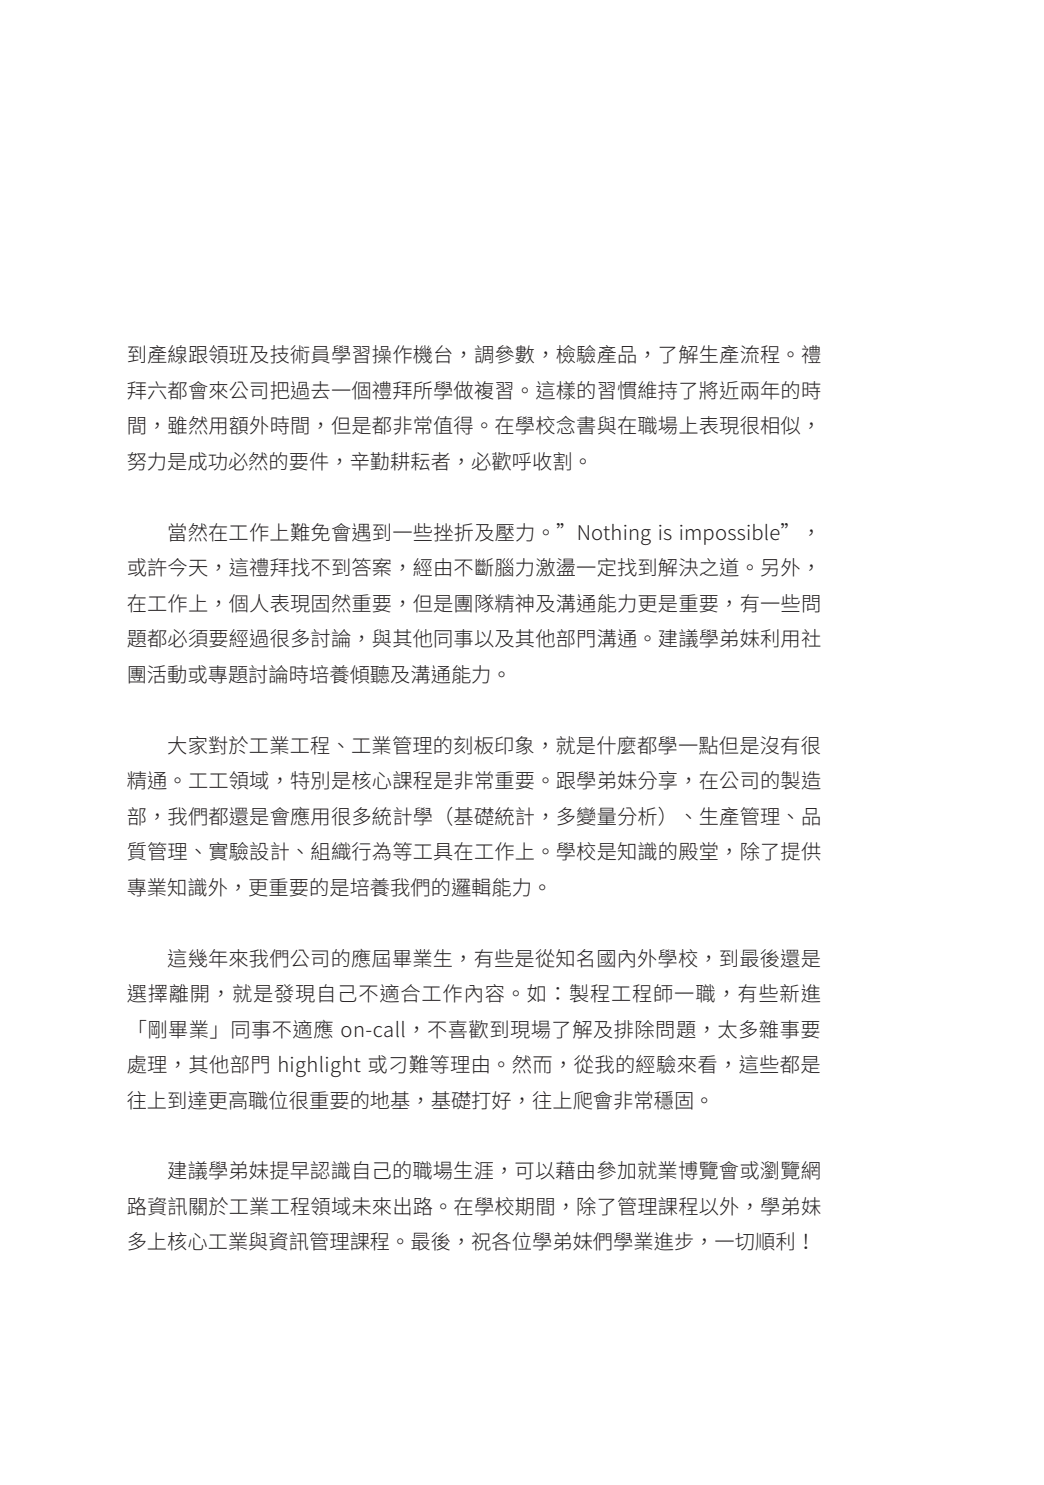 到產線跟領班及技術員學習操作機台，調參數，檢驗產品，了解生產流程。禮
拜六都會來公司把過去一個禮拜所學做複習。這樣的習慣維持了將近兩年的時
間，雖然用額外時間，但是都非常值得。在學校念書與在職場上表現很相似，
努力是成功必然的要件，辛勤耕耘者，必歡呼收割。
當然在工作上難免會遇到一些挫折及壓力。”Nothing is impossible”，
或許今天，這禮拜找不到答案，經由不斷腦力激盪一定找到解決之道。另外，
在工作上，個人表現固然重要，但是團隊精神及溝通能力更是重要，有一些問
題都必須要經過很多討論，與其他同事以及其他部門溝通。建議學弟妹利用社
團活動或專題討論時培養傾聽及溝通能力。
大家對於工業工程、工業管理的刻板印象，就是什麼都學一點但是沒有很
精通。工工領域，特別是核心課程是非常重要。跟學弟妹分享，在公司的製造
部，我們都還是會應用很多統計學（基礎統計，多變量分析）、生產管理、品
質管理、實驗設計、組織行為等工具在工作上。學校是知識的殿堂，除了提供
專業知識外，更重要的是培養我們的邏輯能力。
這幾年來我們公司的應屆畢業生，有些是從知名國內外學校，到最後還是
選擇離開，就是發現自己不適合工作內容。如：製程工程師一職，有些新進
「剛畢業」同事不適應 on-call，不喜歡到現場了解及排除問題，太多雜事要
處理，其他部門 highlight 或刁難等理由。然而，從我的經驗來看，這些都是
往上到達更高職位很重要的地基，基礎打好，往上爬會非常穩固。
建議學弟妹提早認識自己的職場生涯，可以藉由參加就業博覽會或瀏覽網
路資訊關於工業工程領域未來出路。在學校期間，除了管理課程以外，學弟妹
多上核心工業與資訊管理課程。最後，祝各位學弟妹們學業進步，一切順利！